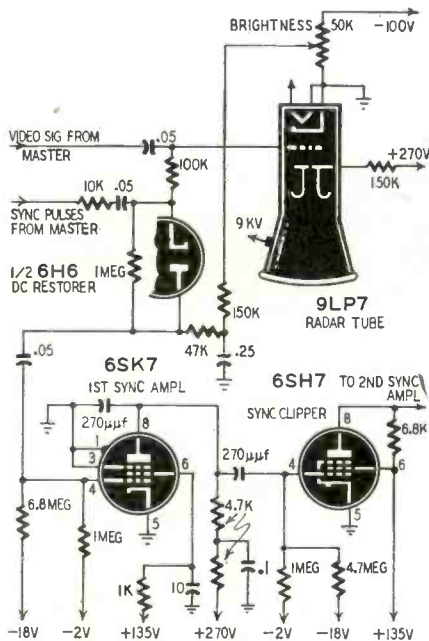 BRIGHTNESS
50K
-100V
VIDEO SIG FROM
MASTER
.05
100K
+270V
150K
10K .05
SYNC PULSES
FROM MASTER
9 KV
1/2 6H6
DC RESTORER
1MEG
9LP7
RADAR TUBE
150K
47K
.25
.05
6SK7
1ST SYNC AMPL
6SH7
TO 2ND SYNC
AMPL
SYNC CLIPPER
270µµf
8
1
3
4
6
5
270µµf
8
4
6
5
6.8K
6.8MEG
1MEG
1K
10
4.7K
.1
1MEG
4.7MEG
-18V
-2V
+135V
+270V
-2V
-18V
+135V